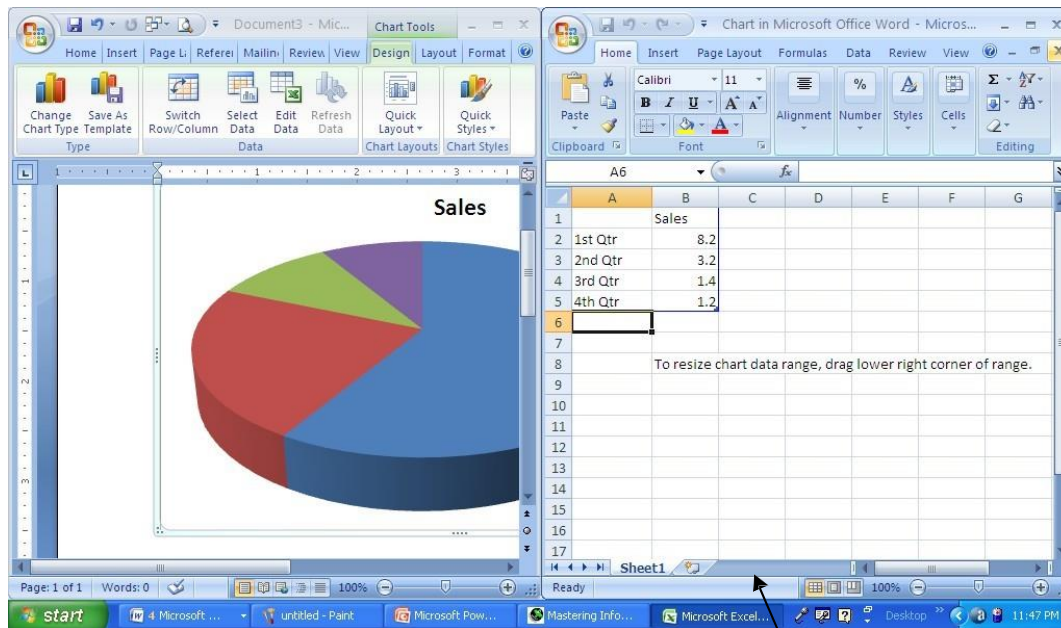 Document3 - Mic...
Chart Tools
Home Insert Page L Referei Mailin Review View Design Layout Format
Change Chart Type
Save As Template
Switch Row/Column
Select Data
Edit Data
Refresh Data
Quick Layout
Quick Styles
Type
Data
Chart Layouts
Chart Styles
L
1 1 2 3
Sales
1
2
3
Page: 1 of 1 Words: 0 100%
Chart in Microsoft Office Word - Micros...
Home Insert Page Layout Formulas Data Review View
Paste
Calibri 11
B I U A A
A
Alignment
%
Number
A
Styles
Cells
Σ
Clipboard
Font
Editing
A6 fx
A B C D E F G
1 Sales
2 1st Qtr 8.2
3 2nd Qtr 3.2
4 3rd Qtr 1.4
5 4th Qtr 1.2
6
7
8 To resize chart data range, drag lower right corner of range.
9
10
11
12
13
14
15
16
17
Sheet1
Ready 100%
start
4 Microsoft ...
untitled - Paint
Microsoft Pow...
Mastering Info...
Microsoft Excel...
Desktop »
11:47 PM